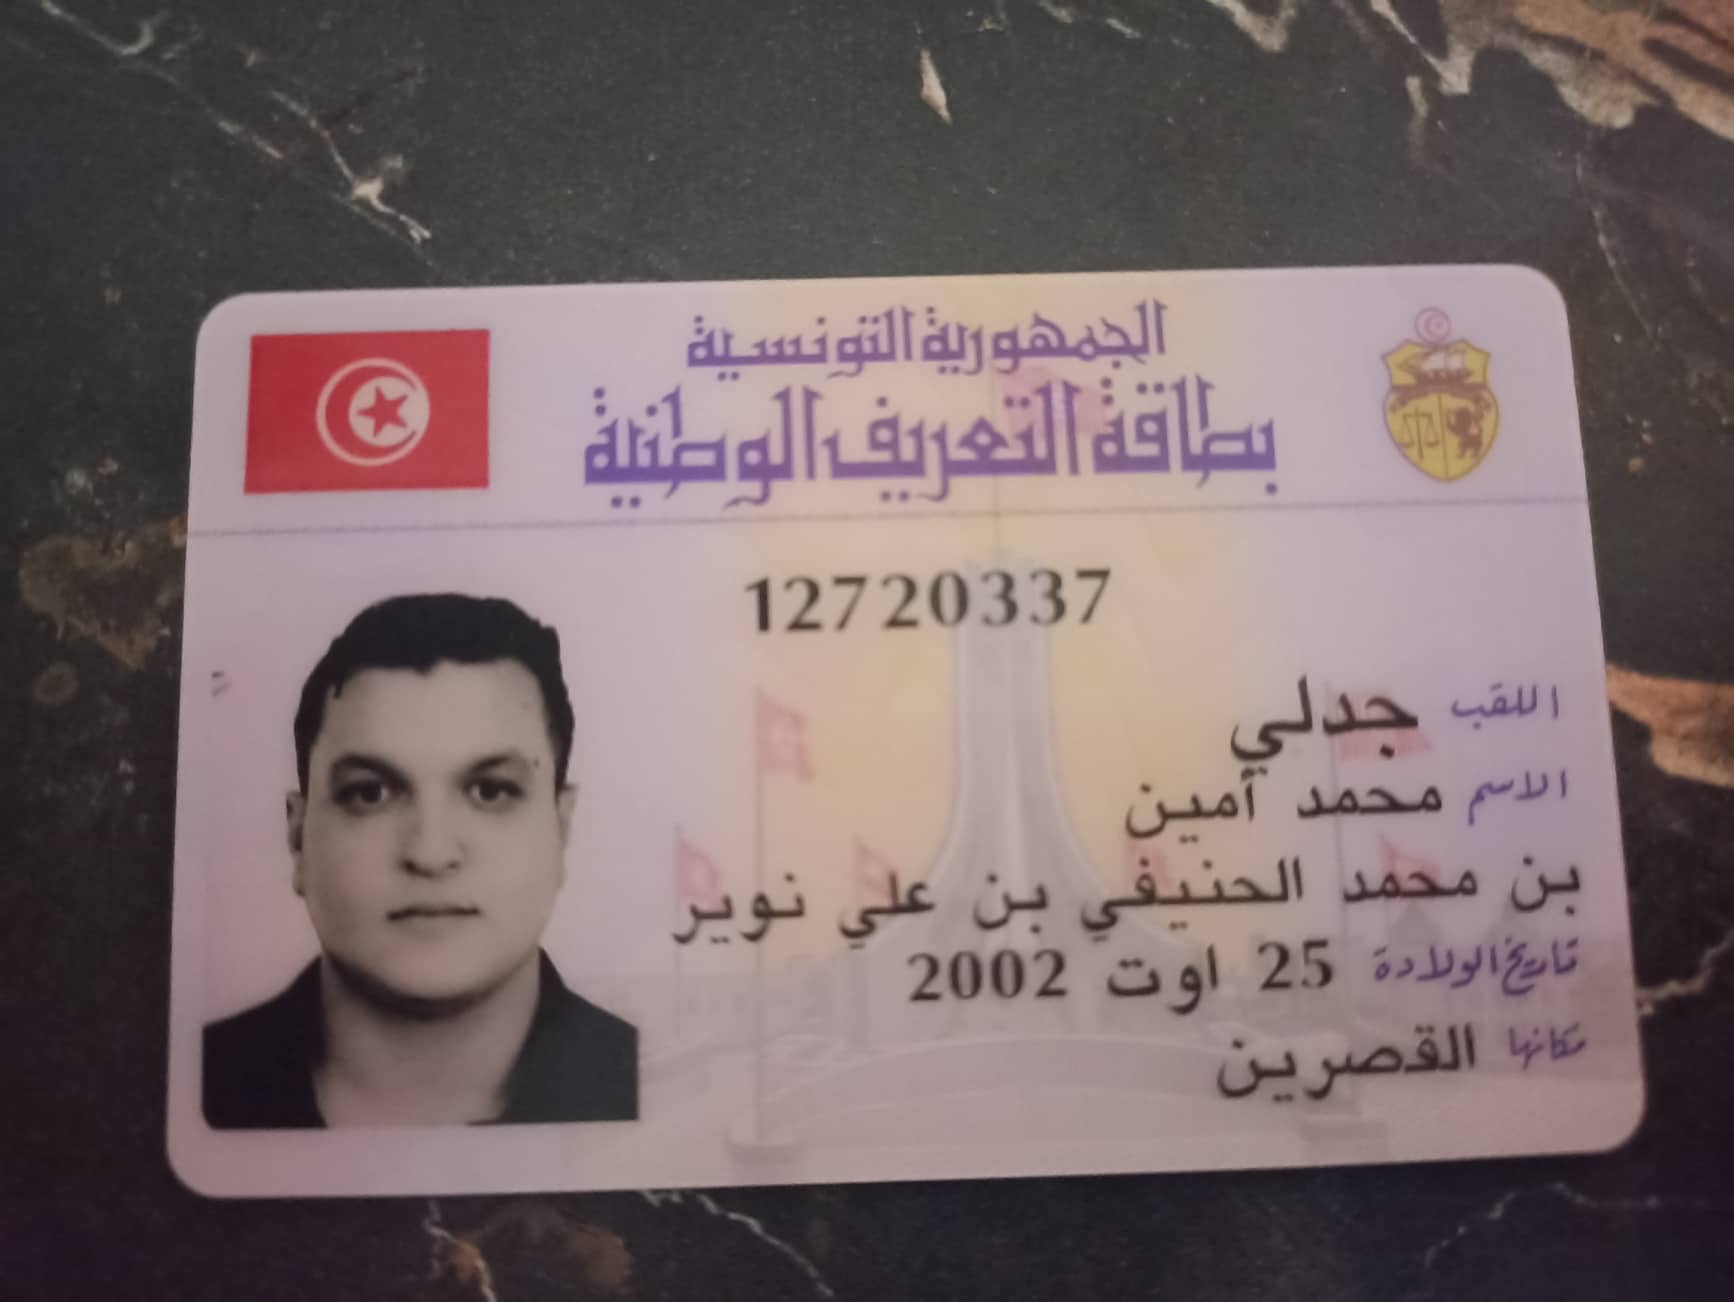 الجمهورية التونسية
بطاقة التعريف الوطنية
12720337
اللقب جدلي
الاسم محمد أمين
بن محمد الحنيفي بن علي نوير
تاريخ الولادة 25 اوت 2002
مكانها القصرين